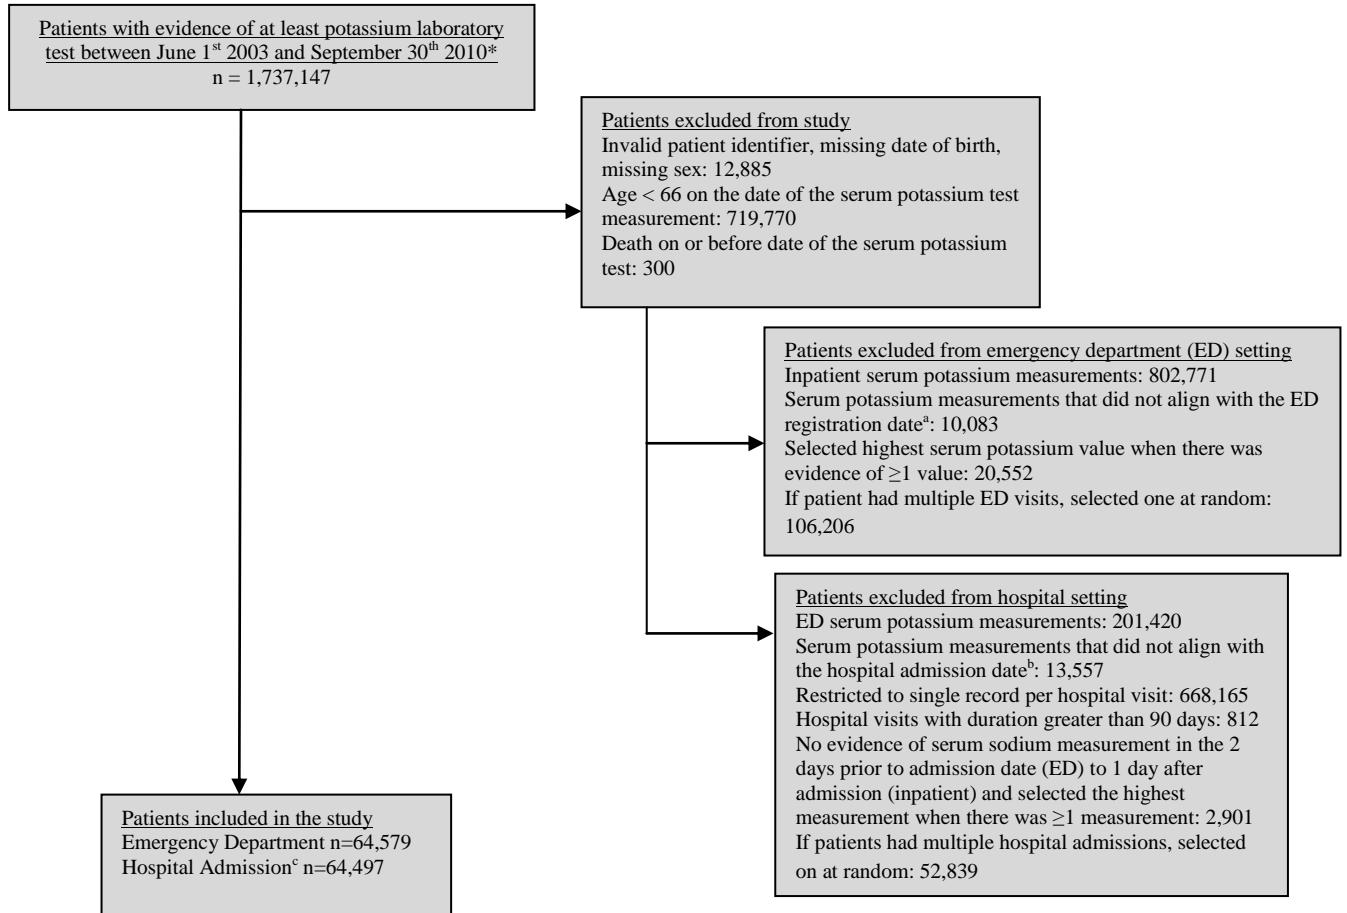 Patients with evidence of at least potassium laboratory
test between June 1st 2003 and September 30th 2010*
n = 1,737,147
Patients excluded from study
Invalid patient identifier, missing date of birth,
missing sex: 12,885
Age < 66 on the date of the serum potassium test
measurement: 719,770
Death on or before date of the serum potassium
test: 300
Patients excluded from emergency department (ED) setting
Inpatient serum potassium measurements: 802,771
Serum potassium measurements that did not align with the ED
registration dateᵃ: 10,083
Selected highest serum potassium value when there was
evidence of ≥1 value: 20,552
If patient had multiple ED visits, selected one at random:
106,206
Patients excluded from hospital setting
ED serum potassium measurements: 201,420
Serum potassium measurements that did not align with
the hospital admission dateᵇ: 13,557
Restricted to single record per hospital visit: 668,165
Hospital visits with duration greater than 90 days: 812
No evidence of serum sodium measurement in the 2
days prior to admission date (ED) to 1 day after
admission (inpatient) and selected the highest
measurement when there was ≥1 measurement: 2,901
If patients had multiple hospital admissions, selected
on at random: 52,839
Patients included in the study
Emergency Department n=64,579
Hospital Admissionᶜ n=64,497